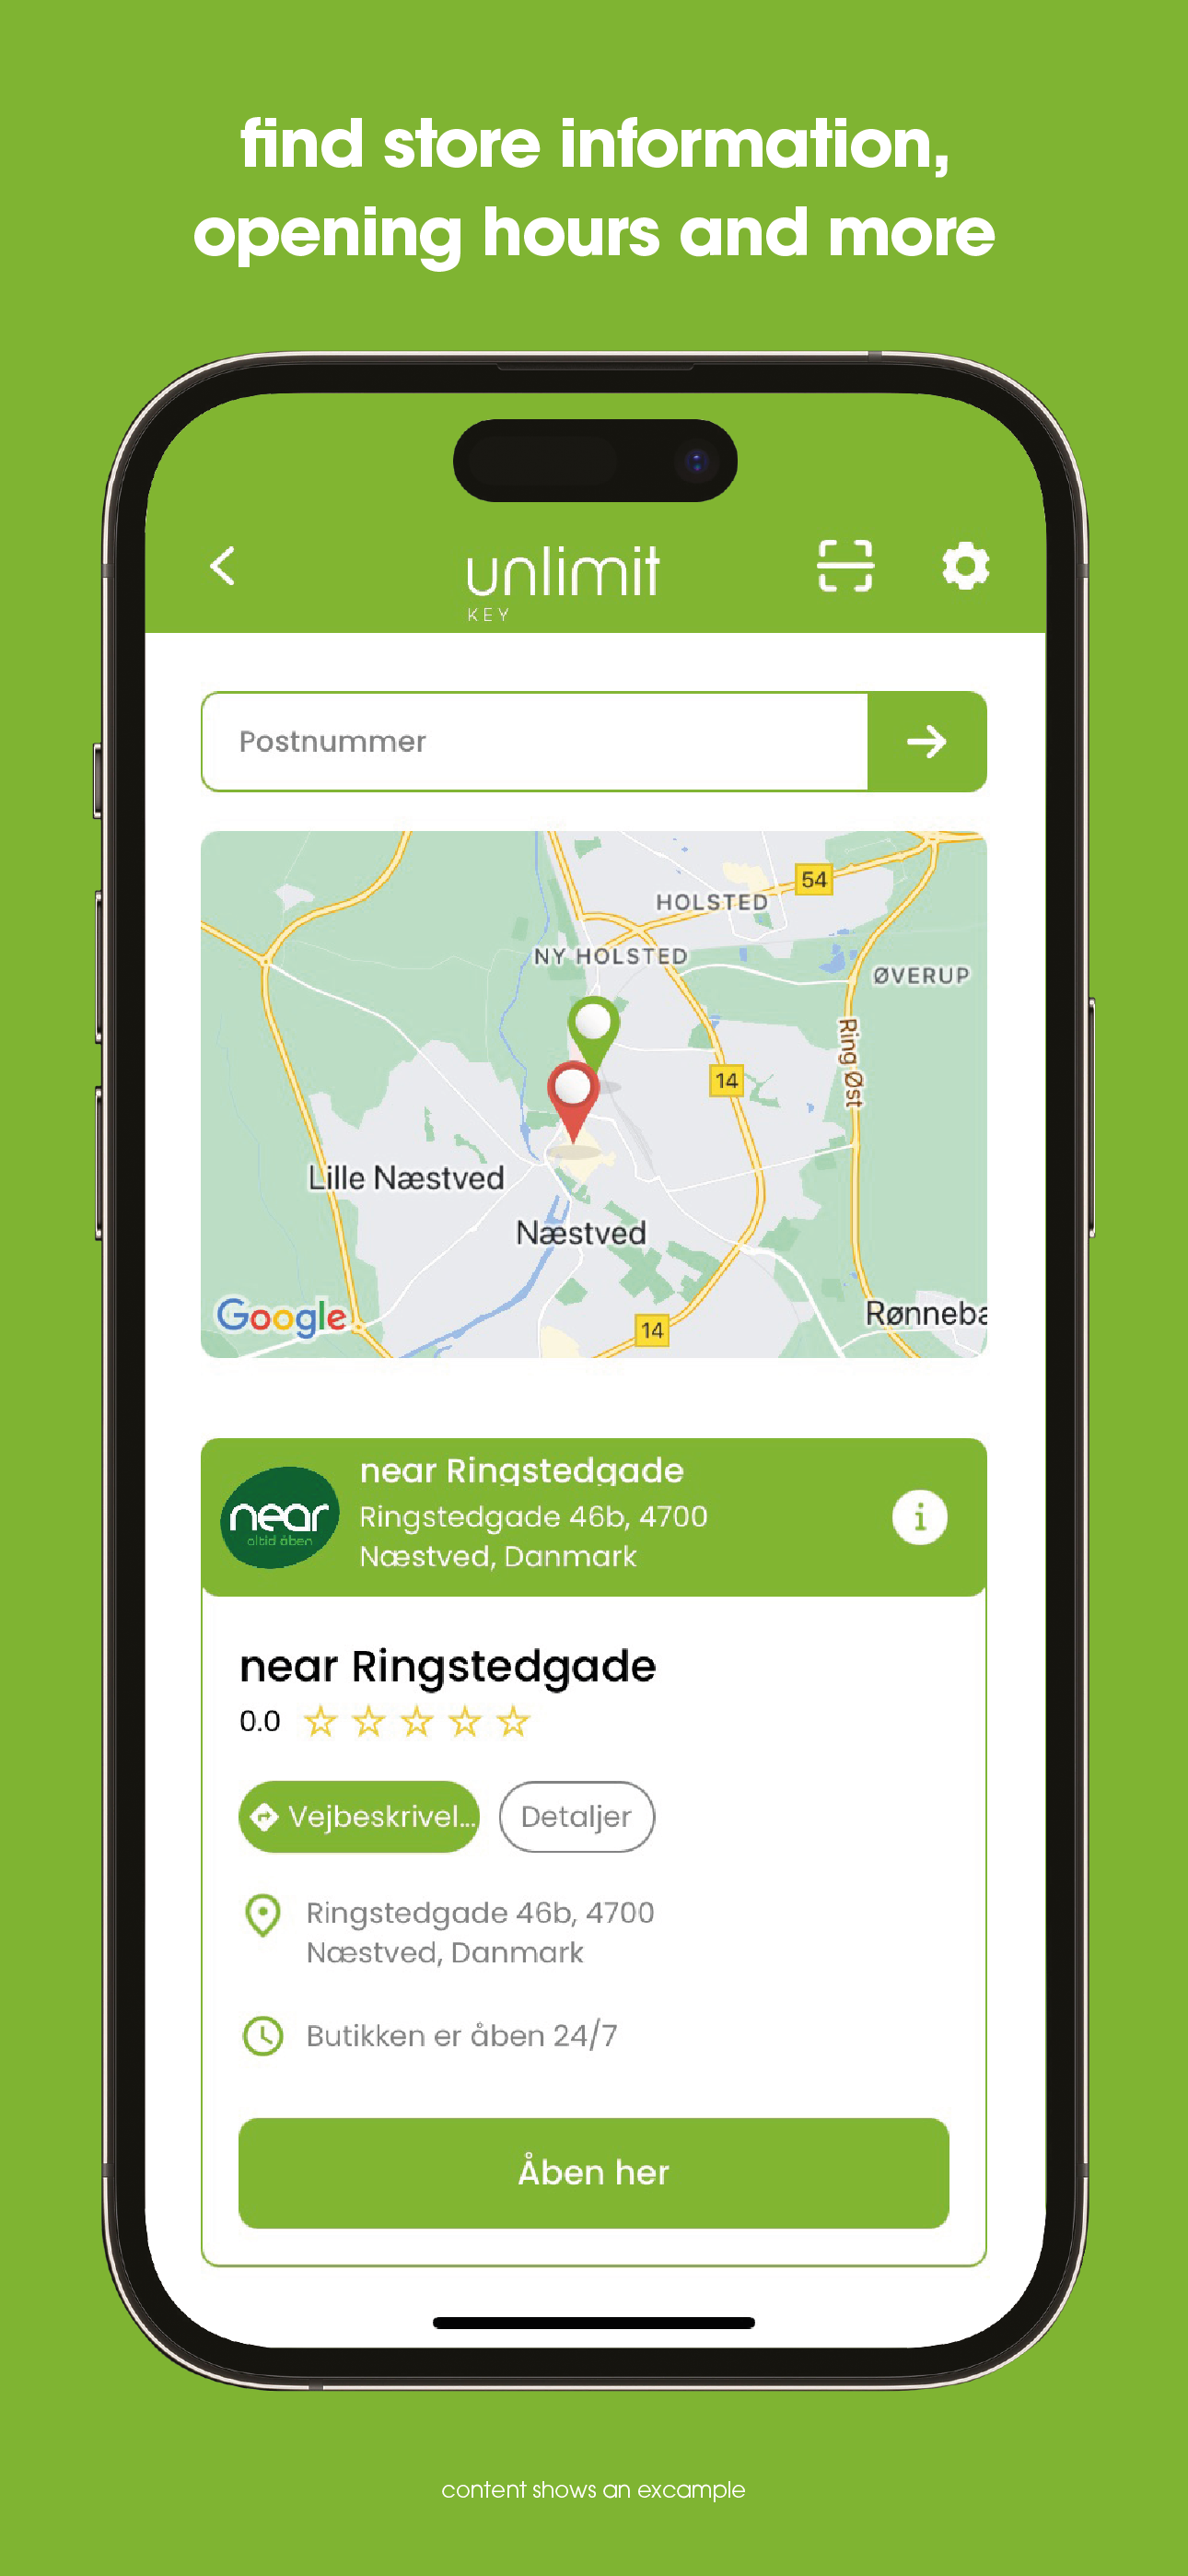 find store information,
opening hours and more
unlimit
KEY
Postnummer
54
HOLSTED
NY HOLSTED
ØVERUP
Ring Øst
14
Lille Næstved
Næstved
Google
14
Rønneba
near
altid åben
near Ringstedgade
Ringstedgade 46b, 4700
Næstved, Danmark
near Ringstedgade
0.0
Vejbeskrivel...
Detaljer
Ringstedgade 46b, 4700
Næstved, Danmark
Butikken er åben 24/7
Åben her
content shows an excample